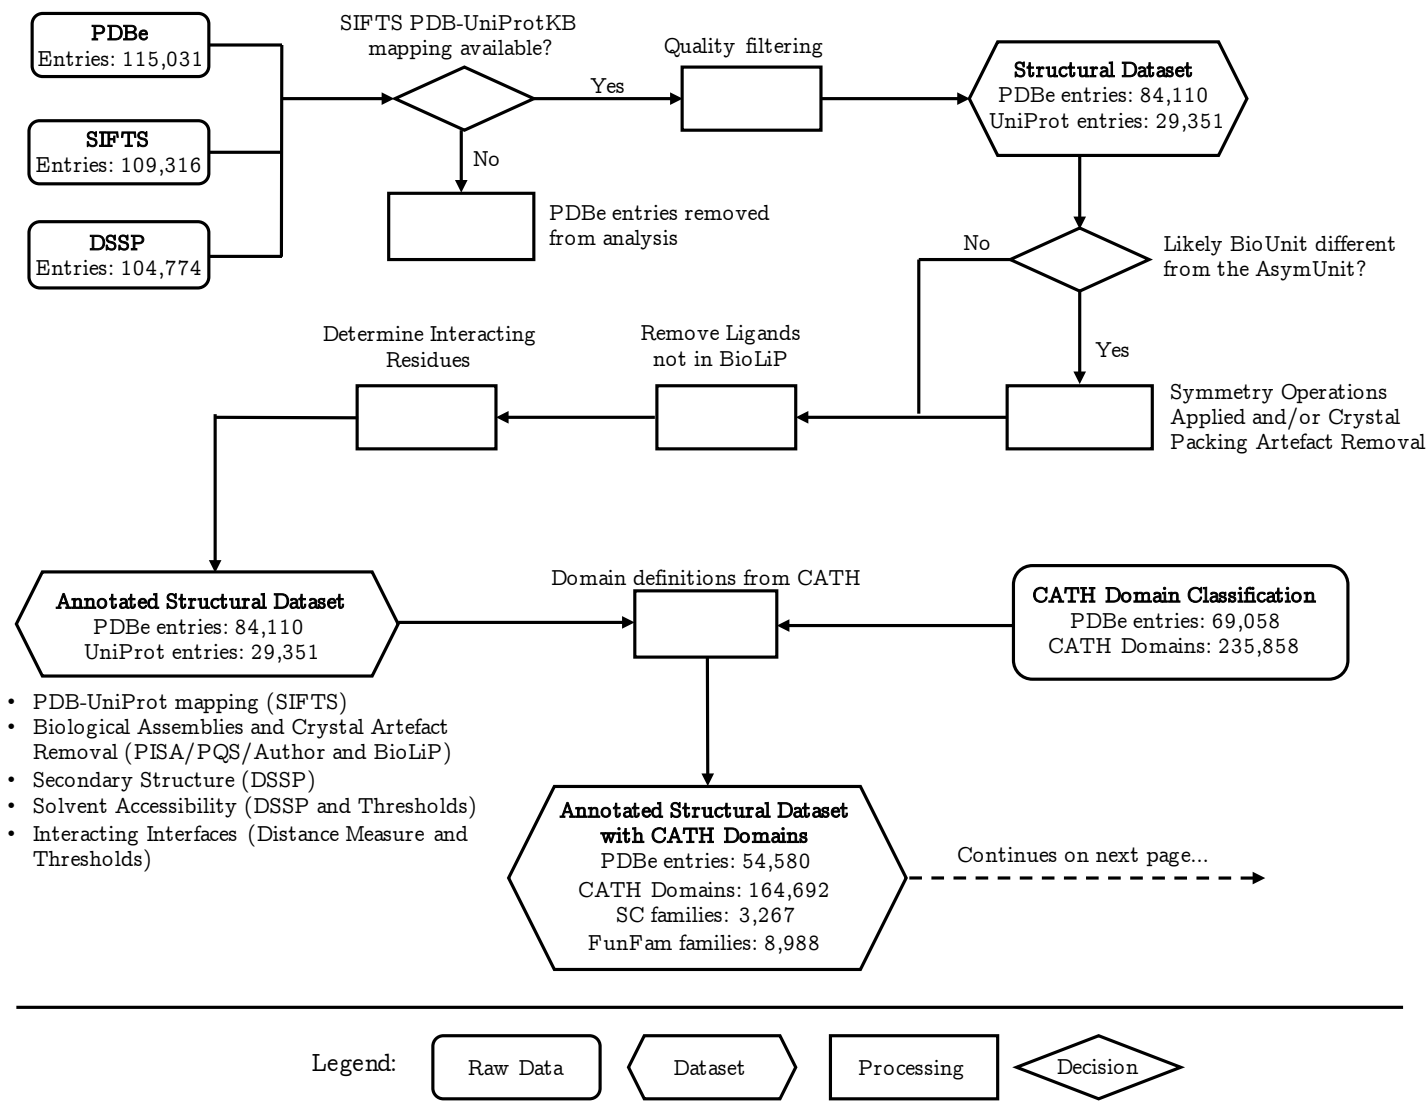 PDBe
Entries: 115,031
SIFTS
Entries: 109,316
DSSP
Entries: 104,774
SIFTS PDB-UniProtKB
mapping available?
Yes
No
PDBe entries removed
from analysis
Quality filtering
Structural Dataset
PDBe entries: 84,110
UniProt entries: 29,351
Likely BioUnit different
from the AsymUnit?
No
Yes
Symmetry Operations
Applied and/or Crystal
Packing Artefact Removal
Remove Ligands
not in BioLiP
Determine Interacting
Residues
Annotated Structural Dataset
PDBe entries: 84,110
UniProt entries: 29,351
• PDB-UniProt mapping (SIFTS)
• Biological Assemblies and Crystal Artefact
Removal (PISA/PQS/Author and BioLiP)
• Secondary Structure (DSSP)
• Solvent Accessibility (DSSP and Thresholds)
• Interacting Interfaces (Distance Measure and
Thresholds)
Domain definitions from CATH
CATH Domain Classification
PDBe entries: 69,058
CATH Domains: 235,858
Annotated Structural Dataset
with CATH Domains
PDBe entries: 54,580
CATH Domains: 164,692
SC families: 3,267
FunFam families: 8,988
Continues on next page...
Legend:
Raw Data
Dataset
Processing
Decision